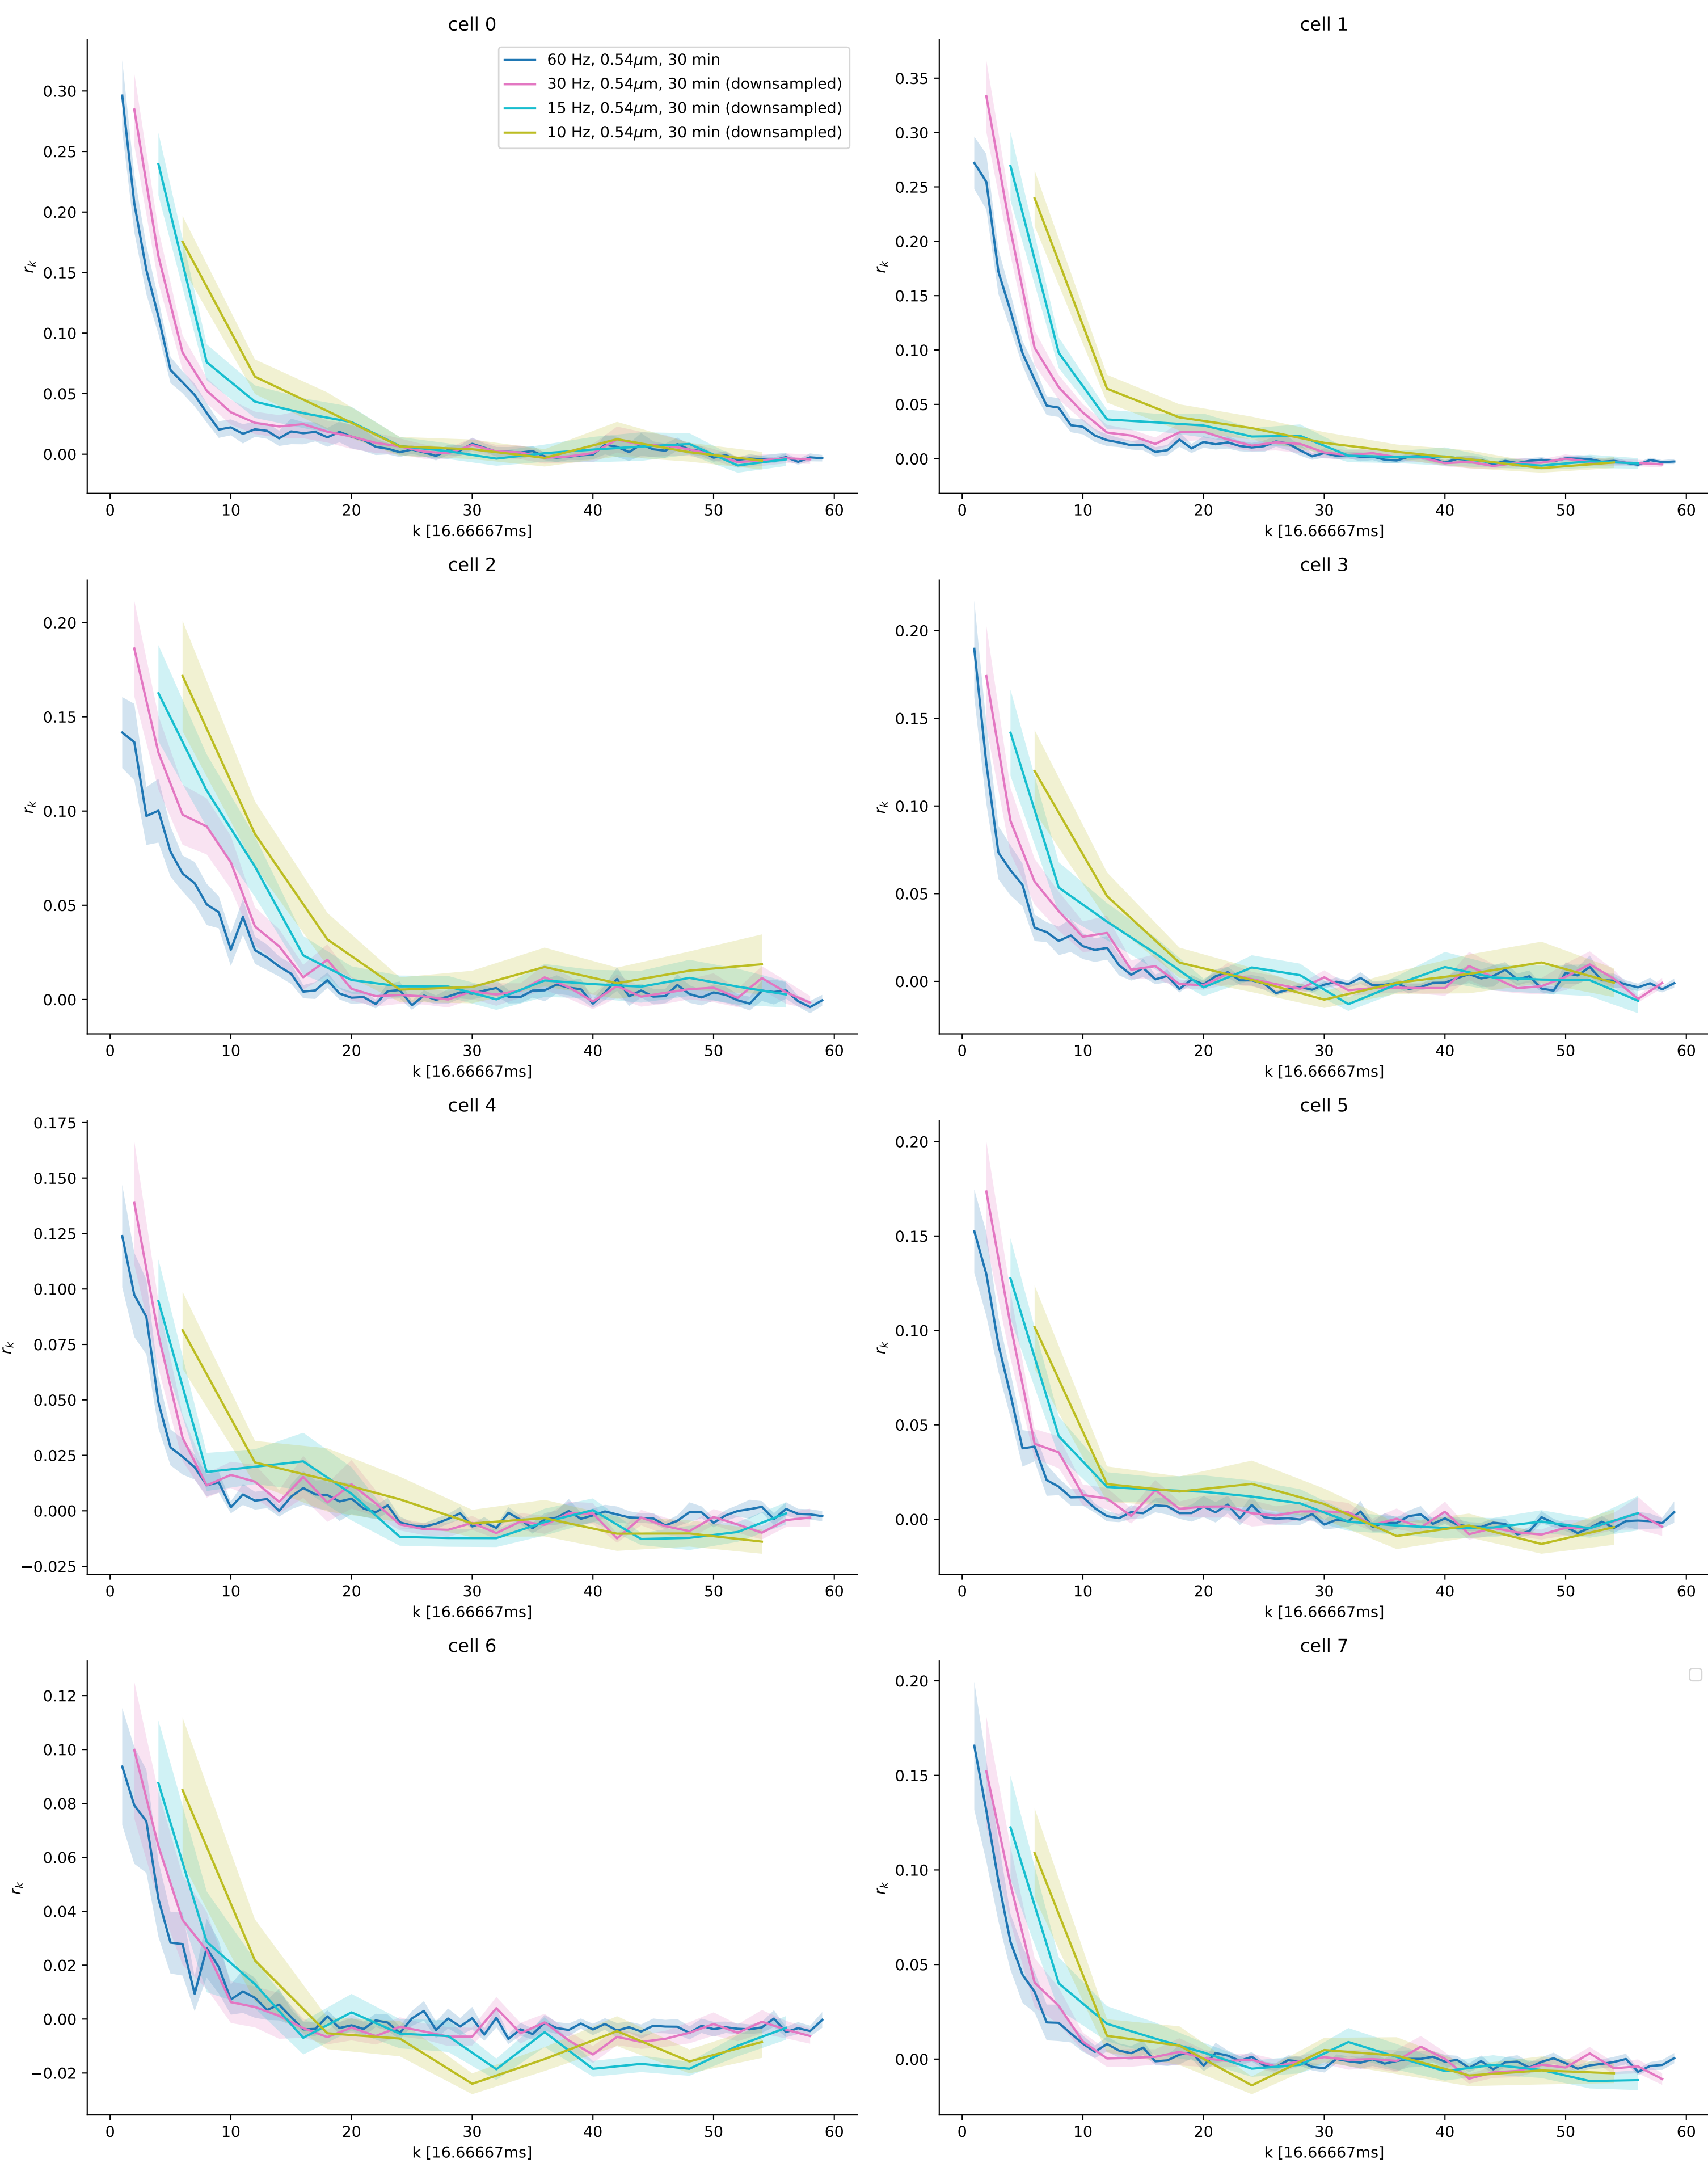 cell 0
60 Hz, 0.54μm, 30 min
30 Hz, 0.54μm, 30 min (downsampled)
15 Hz, 0.54μm, 30 min (downsampled)
10 Hz, 0.54μm, 30 min (downsampled)
0.30
0.25
0.20
0.15
0.10
0.05
0.00
rₖ
0 10 20 30 40 50 60
k [16.66667ms]
cell 1
0.35
0.30
0.25
0.20
0.15
0.10
0.05
0.00
rₖ
0 10 20 30 40 50 60
k [16.66667ms]
cell 2
0.20
0.15
0.10
0.05
0.00
rₖ
0 10 20 30 40 50 60
k [16.66667ms]
cell 3
0.20
0.15
0.10
0.05
0.00
rₖ
0 10 20 30 40 50 60
k [16.66667ms]
cell 4
0.175
0.150
0.125
0.100
0.075
0.050
0.025
0.000
−0.025
rₖ
0 10 20 30 40 50 60
k [16.66667ms]
cell 5
0.20
0.15
0.10
0.05
0.00
rₖ
0 10 20 30 40 50 60
k [16.66667ms]
cell 6
0.12
0.10
0.08
0.06
0.04
0.02
0.00
−0.02
rₖ
0 10 20 30 40 50 60
k [16.66667ms]
cell 7
0.20
0.15
0.10
0.05
0.00
rₖ
0 10 20 30 40 50 60
k [16.66667ms]